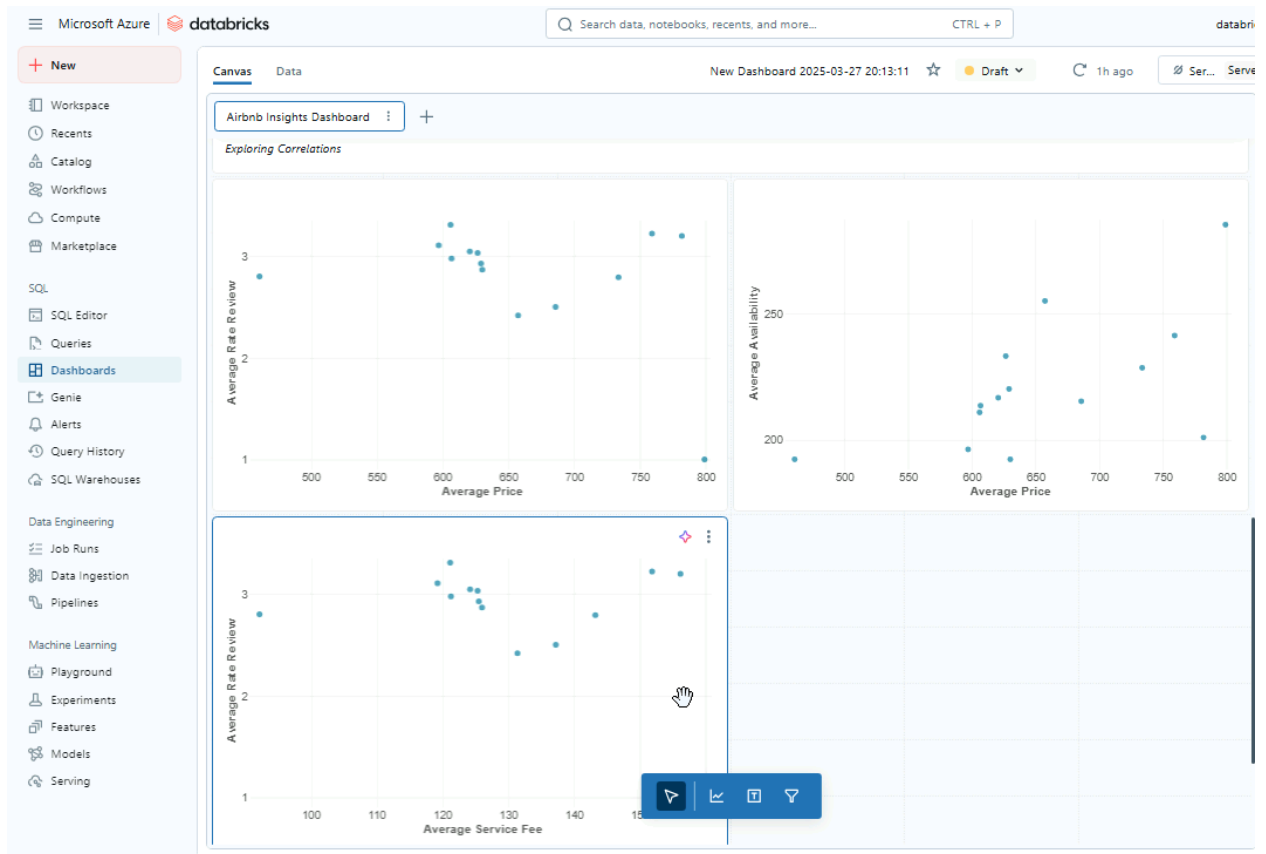 Microsoft Azure databricks
Search data, notebooks, recents, and more... CTRL + P
New
Workspace
Recents
Catalog
Workflows
Compute
Marketplace
SQL
SQL Editor
Queries
Dashboards
Genie
Alerts
Query History
SQL Warehouses
Data Engineering
Job Runs
Data Ingestion
Pipelines
Machine Learning
Playground
Experiments
Features
Models
Serving
Canvas Data
New Dashboard 2025-03-27 20:13:11 Draft 1h ago Ser... Serve
Airbnb Insights Dashboard
Exploring Correlations
Average Rate Review
3
2
1
500 550 600 650 700 750 800
Average Price
Average Availability
250
200
500 550 600 650 700 750 800
Average Price
Average Rate Review
3
2
1
100 110 120 130 140
Average Service Fee